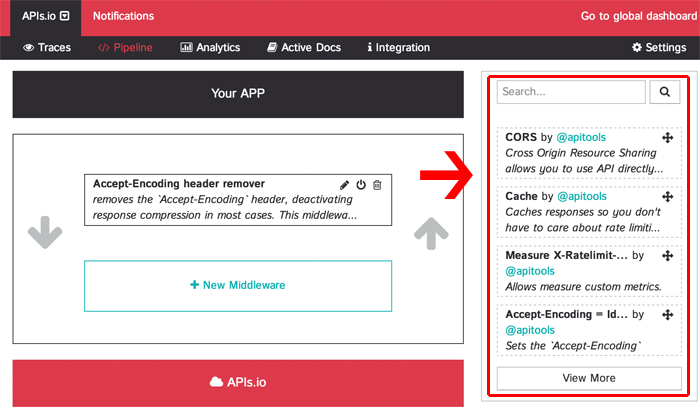 APIs.io
Notifications
Go to global dashboard
Traces
</> Pipeline
Analytics
Active Docs
Integration
Settings
Your APP
Accept-Encoding header remover
removes the `Accept-Encoding` header, deactivating
response compression in most cases. This middlewa...
+ New Middleware
APIs.io
Search...
CORS by @apitools
Cross Origin Resource Sharing
allows you to use API directly...
Cache by @apitools
Caches responses so you don't
have to care about rate limiti...
Measure X-Ratelimit-... by
@apitools
Allows measure custom metrics.
Accept-Encoding = Id... by
@apitools
Sets the `Accept-Encoding`
View More